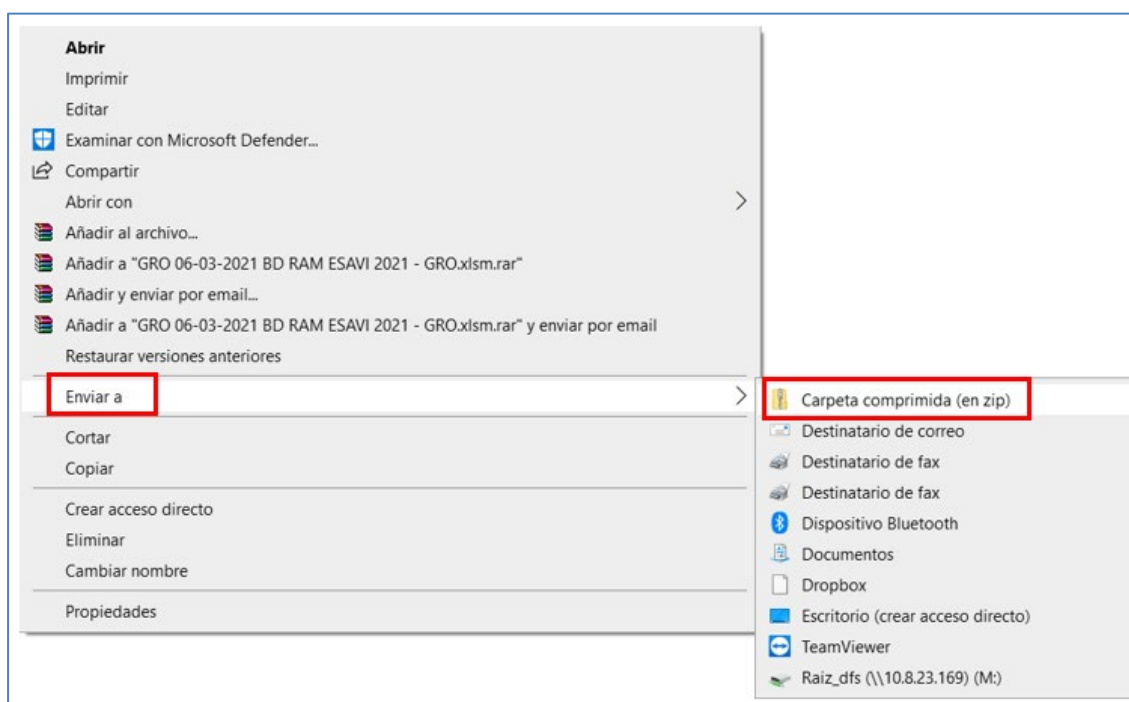 Abrir
Imprimir
Editar
Examinar con Microsoft Defender...
Compartir
Abrir con
Añadir al archivo...
Añadir a "GRO 06-03-2021 BD RAM ESAVI 2021 - GRO.xlsm.rar"
Añadir y enviar por email...
Añadir a "GRO 06-03-2021 BD RAM ESAVI 2021 - GRO.xlsm.rar" y enviar por email
Restaurar versiones anteriores
Enviar a
Cortar
Copiar
Crear acceso directo
Eliminar
Cambiar nombre
Propiedades
Carpeta comprimida (en zip)
Destinatario de correo
Destinatario de fax
Destinatario de fax
Dispositivo Bluetooth
Documentos
Dropbox
Escritorio (crear acceso directo)
TeamViewer
Raiz_dfs (\\10.8.23.169) (M:)